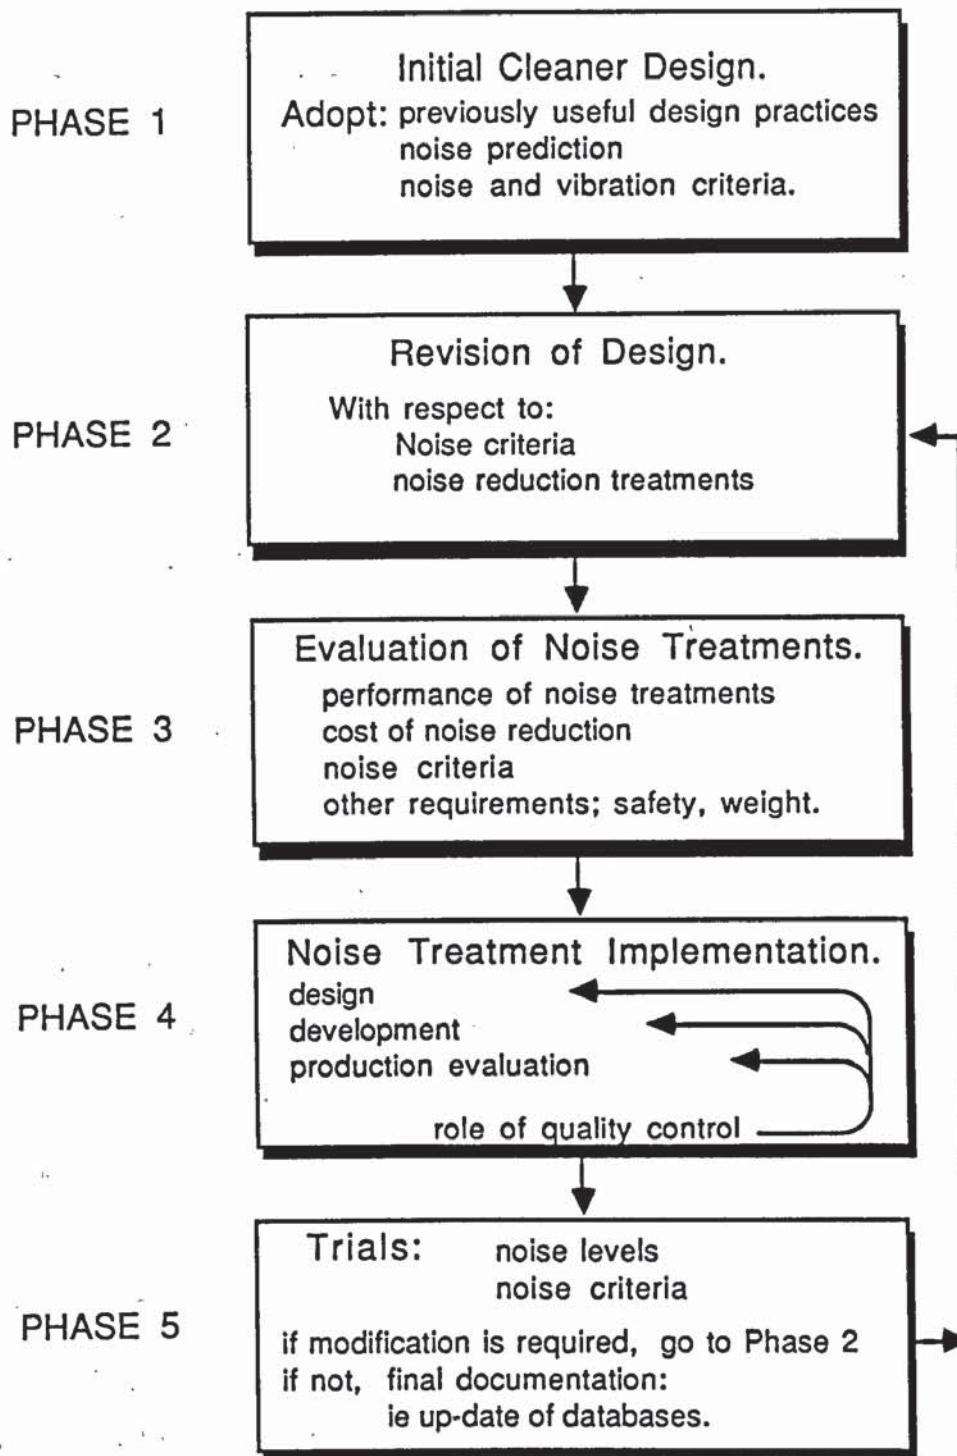 PHASE 1
Initial Cleaner Design.
Adopt: previously useful design practices
noise prediction
noise and vibration criteria.
PHASE 2
Revision of Design.
With respect to:
Noise criteria
noise reduction treatments
PHASE 3
Evaluation of Noise Treatments.
performance of noise treatments
cost of noise reduction
noise criteria
other requirements; safety, weight.
PHASE 4
Noise Treatment Implementation.
design
development
production evaluation
role of quality control
PHASE 5
Trials: noise levels
noise criteria
if modification is required, go to Phase 2
if not, final documentation:
ie up-date of databases.